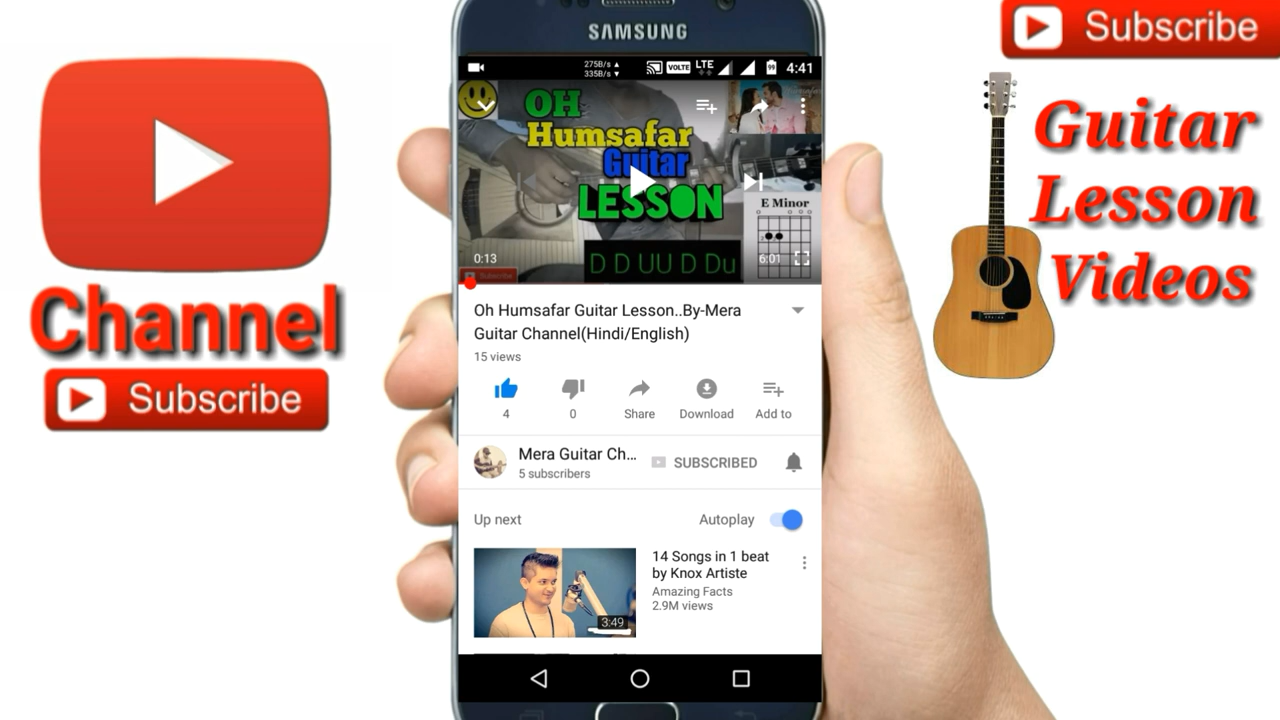 Subscribe
SAMSUNG
275B/s
335B/s
VOLTE
LTE
99
4:41
OH
Humsafar
Guitar
LESSON
E Minor
0:13
D D UU D Du
6:01
Subscribe
Oh Humsafar Guitar Lesson..By-Mera
Guitar Channel(Hindi/English)
15 views
4
0
Share
Download
Add to
Mera Guitar Ch...
5 subscribers
SUBSCRIBED
Up next
Autoplay
14 Songs in 1 beat
by Knox Artiste
Amazing Facts
2.9M views
3:49
Channel
Subscribe
Guitar
Lesson
Videos